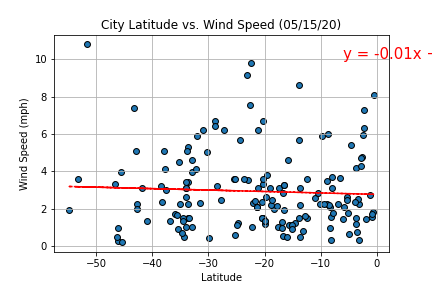 City Latitude vs. Wind Speed (05/15/20)
y = -0.01x
10
8
6
4
2
0
Wind Speed (mph)
−50 −40 −30 −20 −10 0
Latitude